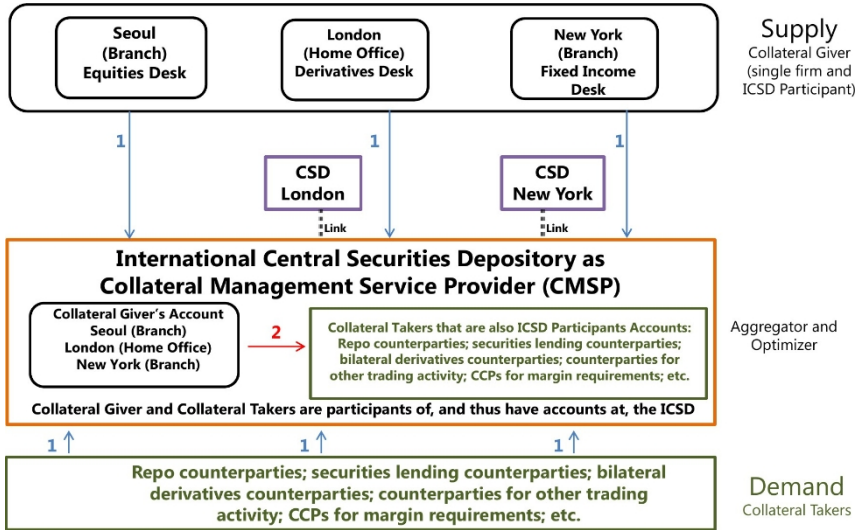 Seoul
(Branch)
Equities Desk
London
(Home Office)
Derivatives Desk
New York
(Branch)
Fixed Income
Desk
Supply
Collateral Giver
(single firm and
ICSD Participant)
1
1
1
CSD
London
CSD
New York
Link
Link
International Central Securities Depository as
Collateral Management Service Provider (CMSP)
Collateral Giver's Account
Seoul (Branch)
London (Home Office)
New York (Branch)
2
Collateral Takers that are also ICSD Participants Accounts:
Repo counterparties; securities lending counterparties;
bilateral derivatives counterparties; counterparties for
other trading activity; CCPs for margin requirements; etc.
Aggregator and
Optimizer
Collateral Giver and Collateral Takers are participants of, and thus have accounts at, the ICSD
1
1
1
Repo counterparties; securities lending counterparties; bilateral
derivatives counterparties; counterparties for other trading
activity; CCPs for margin requirements; etc.
Demand
Collateral Takers